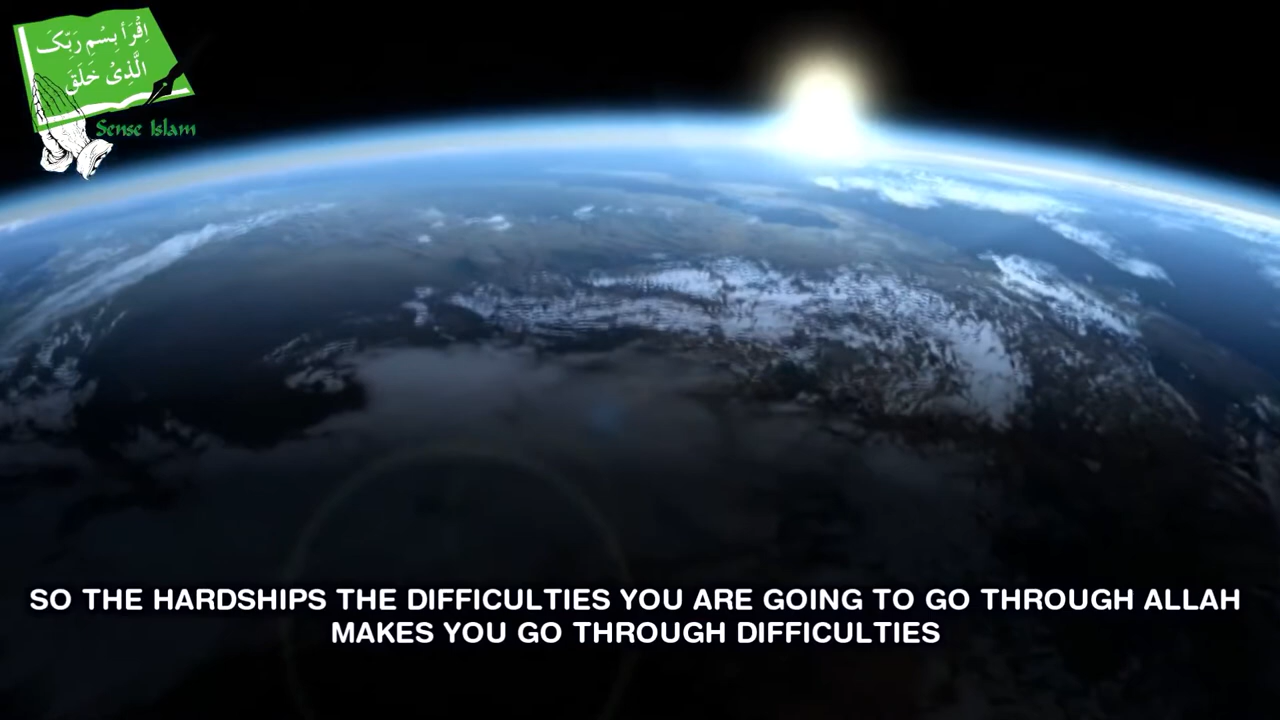 اِقْرَأْ بِسْمِ رَبِّکَ
الَّذِیْ خَلَقَ
Sense Islam
SO THE HARDSHIPS THE DIFFICULTIES YOU ARE GOING TO GO THROUGH ALLAH
MAKES YOU GO THROUGH DIFFICULTIES